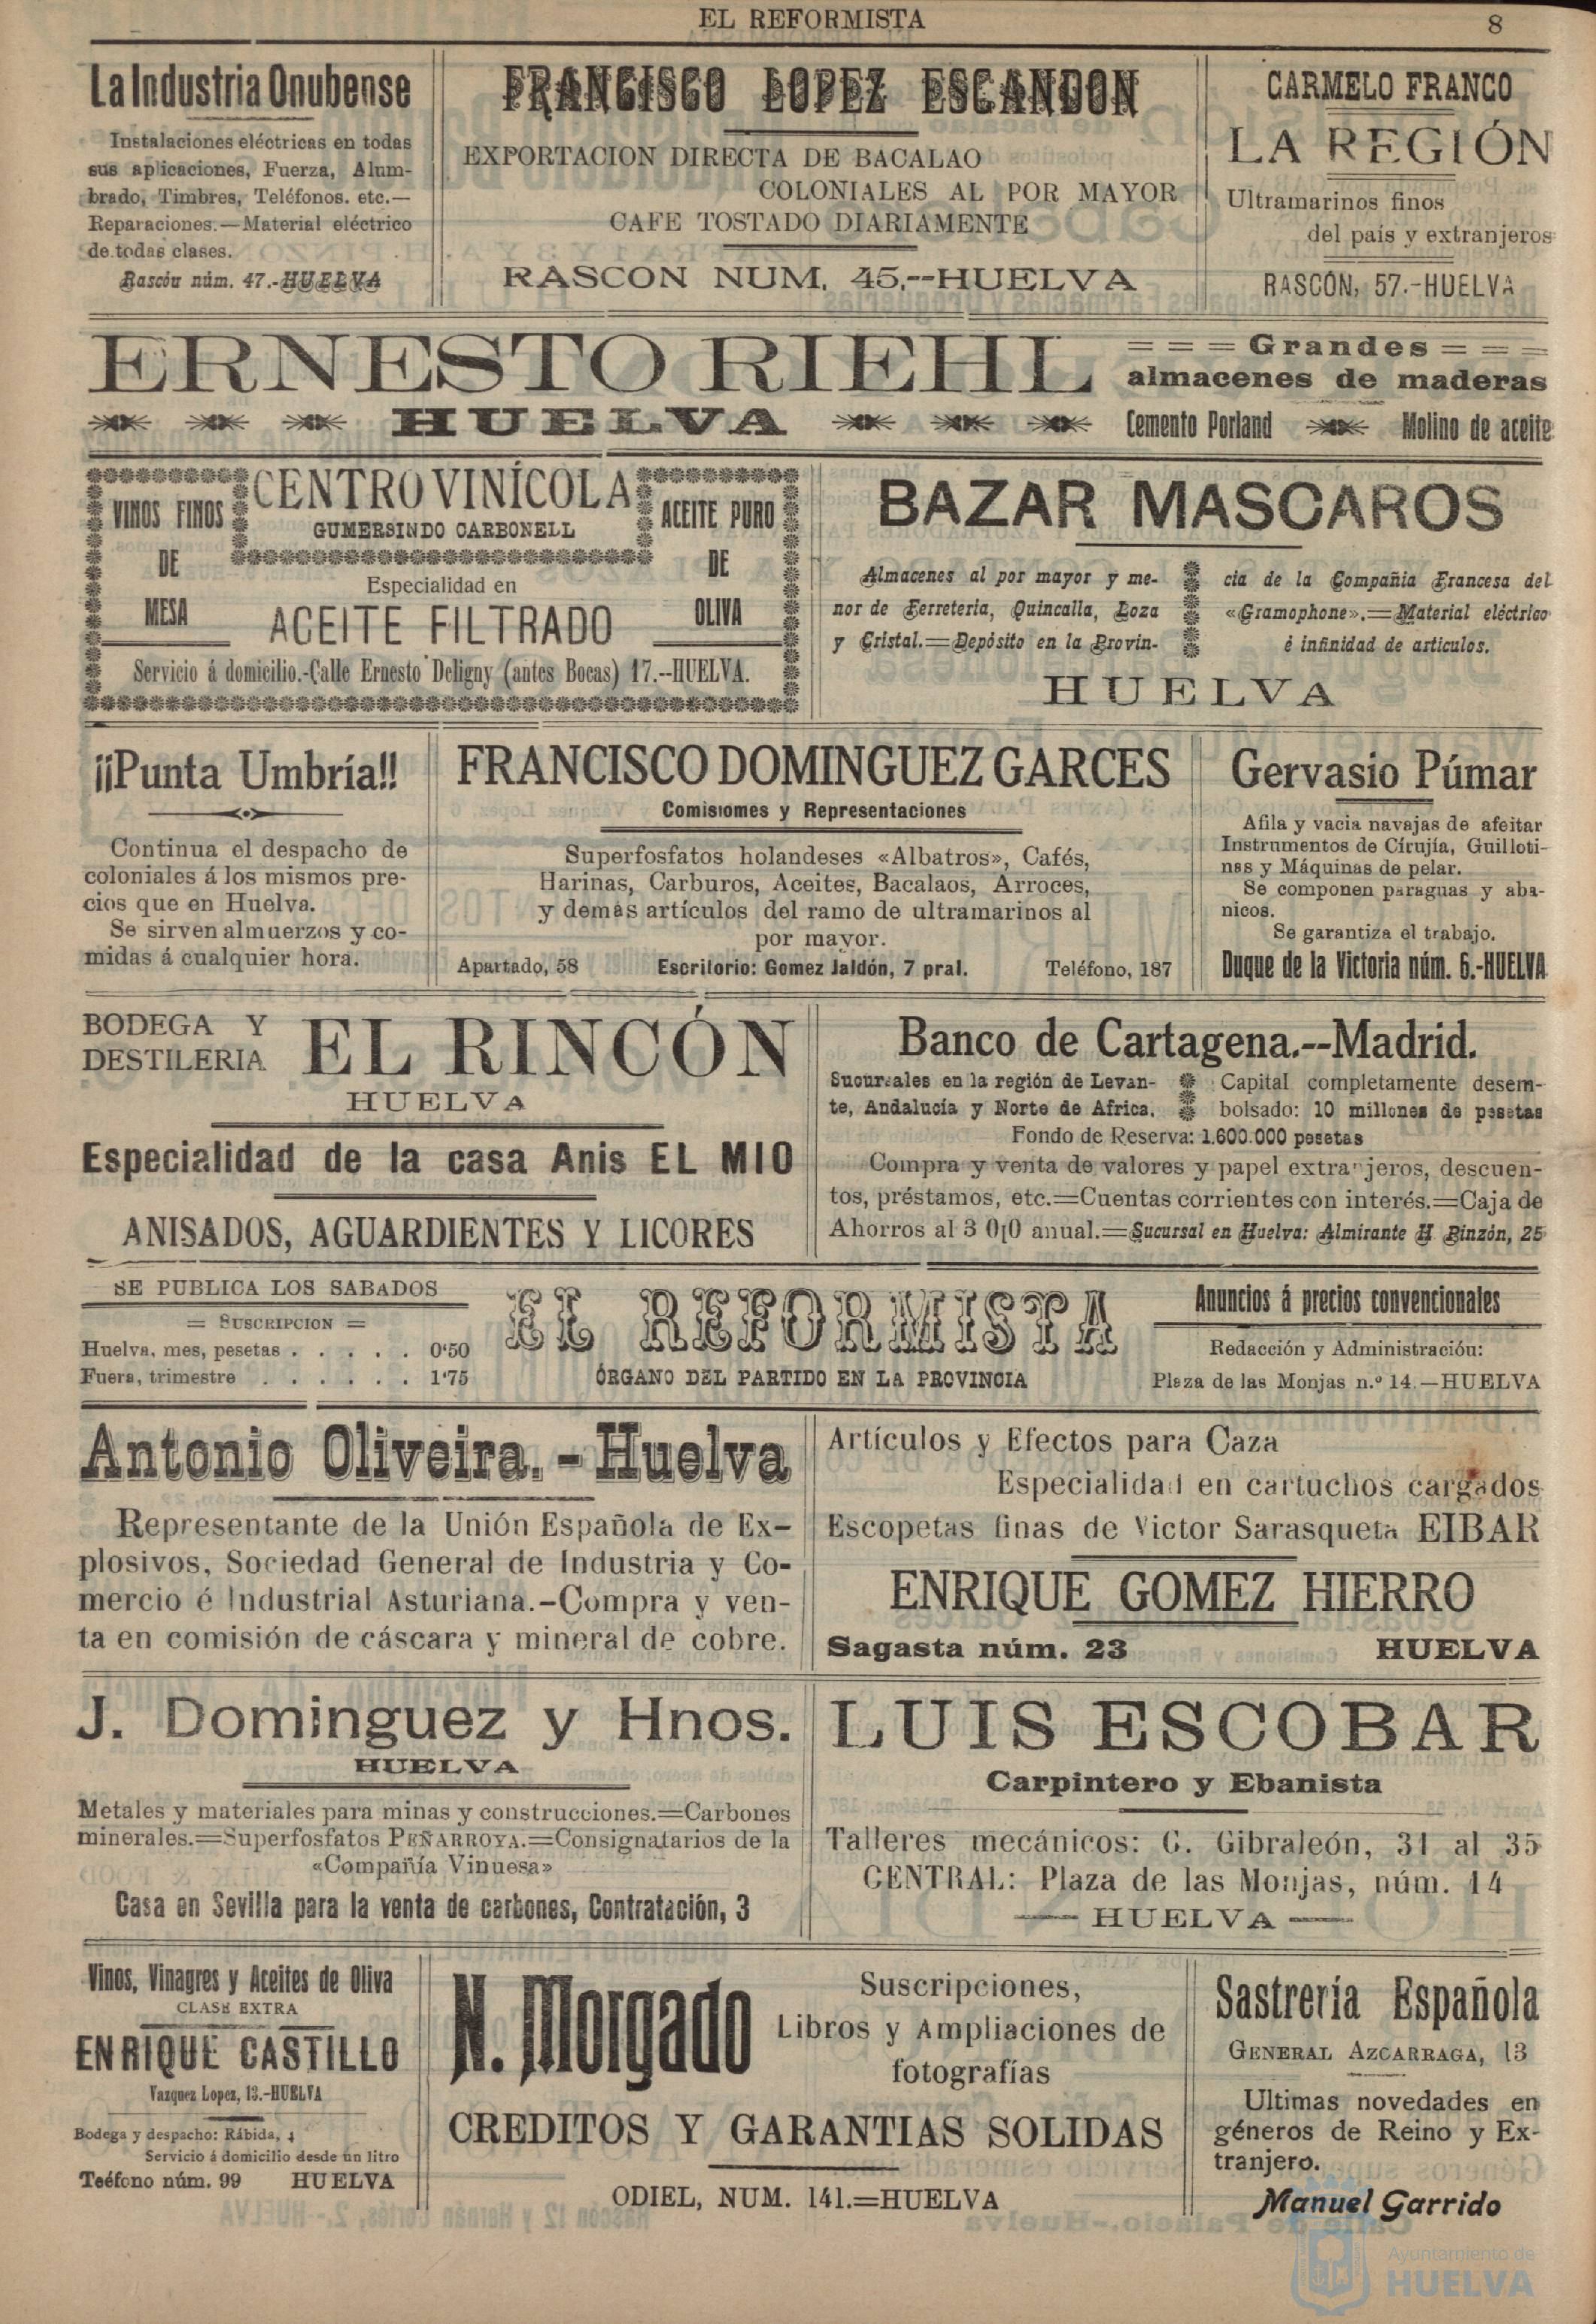 EL REFORMISTA
8
La Industria Onubense
Instalaciones eléctricas en todas
sus aplicaciones, Fuerza, Alum-
brado, Timbres, Teléfonos. etc.—
Reparaciones.—Material eléctrico
de todas clases.
Rascón núm. 47.-HUELVA
FRANCISCO LOPEZ ESCANDON
EXPORTACION DIRECTA DE BACALAO
COLONIALES AL POR MAYOR
CAFE TOSTADO DIARIAMENTE
RASCON NUM. 45.--HUELVA
CARMELO FRANCO
LA REGIÓN
Ultramarinos finos
del país y extranjeros
RASCÓN, 57.-HUELVA
ERNESTO RIEHL
HUELVA
= = = Grandes = = =
almacenes de maderas
Cemento Porland
Molino de aceite
VINOS FINOS
DE
MESA
CENTRO VINÍCOLA
GUMERSINDO CARBONELL
Especialidad en
ACEITE FILTRADO
ACEITE PURO
DE
OLIVA
Servicio á domicilio.-Calle Ernesto Deligny (antes Bocas) 17.--HUELVA.
BAZAR MASCAROS
Almacenes al por mayor y me-
nor de Ferreteria, Quincalla, Loza
y Cristal.=Depósito en la Provin-
cia de la Compañia Francesa del
«Gramophone».=Material eléctrico
é infinidad de articulos.
HUELVA
¡¡Punta Umbría!!
Continua el despacho de
coloniales á los mismos pre-
cios que en Huelva.
Se sirven almuerzos y co-
midas á cualquier hora.
FRANCISCO DOMINGUEZ GARCES
Comisiomes y Representaciones
Superfosfatos holandeses «Albatros», Cafés,
Harinas, Carburos, Aceites, Bacalaos, Arroces,
y demás artículos del ramo de ultramarinos al
por mayor.
Apartado, 58
Escritorio: Gomez Jaldón, 7 pral.
Teléfono, 187
Gervasio Púmar
Afila y vacia navajas de afeitar
Instrumentos de Círujía, Guilloti-
nas y Máquinas de pelar.
Se componen paraguas y aba-
nicos.
Se garantiza el trabajo.
Duque de la Victoria núm. 6.-HUELVA
BODEGA Y
DESTILERIA
EL RINCÓN
HUELVA
Especialidad de la casa Anis EL MIO
ANISADOS, AGUARDIENTES Y LICORES
Banco de Cartagena.--Madrid.
Sucursales en la región de Levan-
te, Andalucía y Norte de Africa.
Capital completamente desem-
bolsado: 10 millones de pesetas
Fondo de Reserva: 1.600.000 pesetas
Compra y venta de valores y papel extranjeros, descuen-
tos, préstamos, etc.=Cuentas corrientes con interés.=Caja de
Ahorros al 3 0[0 anual.=Sucursal en Huelva: Almirante H Pinzón, 25
SE PUBLICA LOS SABADOS
= SUSCRIPCION =
Huelva, mes, pesetas . . . . . 0'50
Fuera, trimestre . . . . . . 1'75
EL REFORMISTA
ÓRGANO DEL PARTIDO EN LA PROVINCIA
Anuncios á precios convencionales
Redacción y Administración:
Plaza de las Monjas n.º 14.—HUELVA
Antonio Oliveira.-Huelva
Representante de la Unión Española de Ex-
plosivos, Sociedad General de Industria y Co-
mercio é Industrial Asturiana.-Compra y ven-
ta en comisión de cáscara y mineral de cobre.
Artículos y Efectos para Caza
Especialidad en cartuchos cargados
Escopetas finas de Victor Sarasqueta EIBAR
ENRIQUE GOMEZ HIERRO
Sagasta núm. 23
HUELVA
J. Dominguez y Hnos.
HUELVA
Metales y materiales para minas y construcciones.=Carbones
minerales.=Superfosfatos PEÑARROYA.=Consignatarios de la
«Compañía Vinuesa»
Casa en Sevilla para la venta de carbones, Contratación, 3
LUIS ESCOBAR
Carpintero y Ebanista
Talleres mecánicos: C. Gibraleón, 31 al 35
CENTRAL: Plaza de las Monjas, núm. 14
— HUELVA —
Vinos, Vinagres y Aceites de Oliva
CLASE EXTRA
ENRIQUE CASTILLO
Vazquez Lopez, 13.-HUELVA
Bodega y despacho: Rábida, 4
Servicio á domicilio desde un litro
Teéfono núm. 99 HUELVA
N. Morgado
Suscripciones,
Libros y Ampliaciones de
fotografías
CREDITOS Y GARANTIAS SOLIDAS
ODIEL, NUM. 141.=HUELVA
Sastrería Española
GENERAL AZCARRAGA, 13
Ultimas novedades en
géneros de Reino y Ex-
tranjero.
Manuel Garrido
Ayuntamiento de
HUELVA